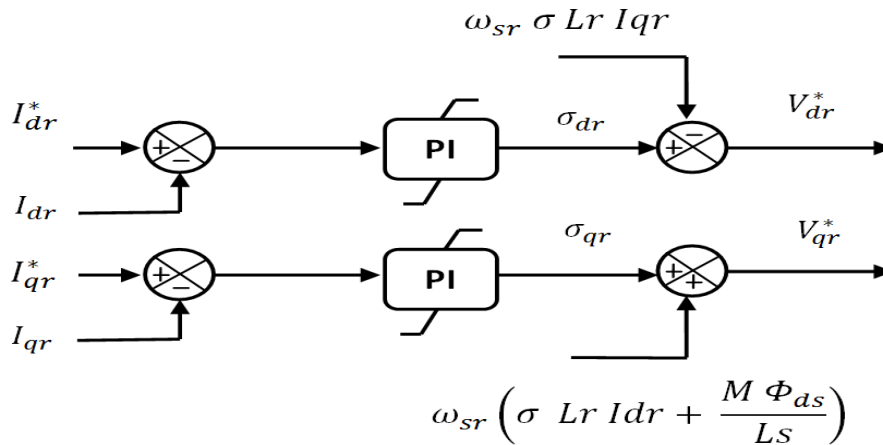 ω_sr σ Lr Iqr
I*_dr
+
−
PI
σ_dr
+
−
V*_dr
I_dr
I*_qr
+
−
PI
σ_qr
+
+
V*_qr
I_qr
ω_sr (σ Lr Idr + M Φ_ds / Ls)